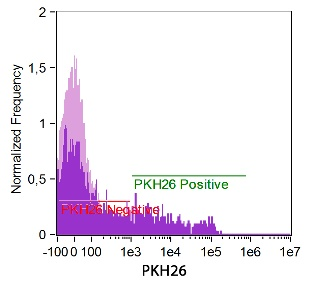 2
1,5
1
0,5
0
Normalized Frequency
PKH26 Positive
PKH26 Negative
-100 0 100 1e3 1e4 1e5 1e6 1e7
PKH26